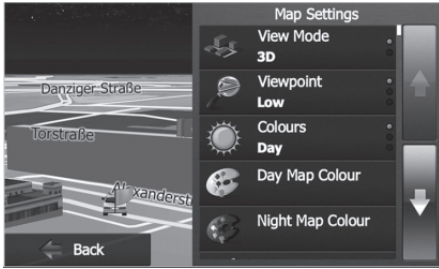 Map Settings
View Mode
3D
Danziger Straße
Viewpoint
Low
Torstraße
Colours
Day
Day Map Colour
Night Map Colour
Back